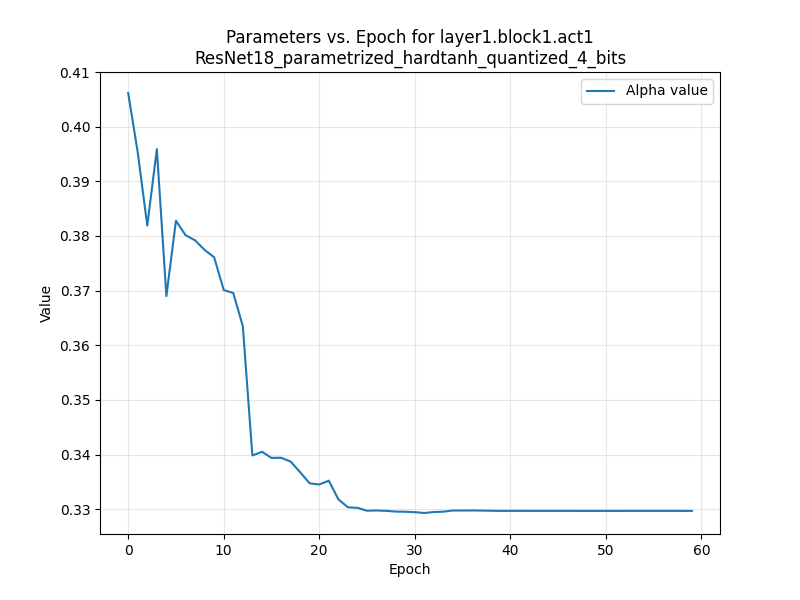 Parameters vs. Epoch for layer1.block1.act1
ResNet18_parametrized_hardtanh_quantized_4_bits
Alpha value
0.41
0.40
0.39
0.38
0.37
0.36
0.35
0.34
0.33
Value
0 10 20 30 40 50 60
Epoch